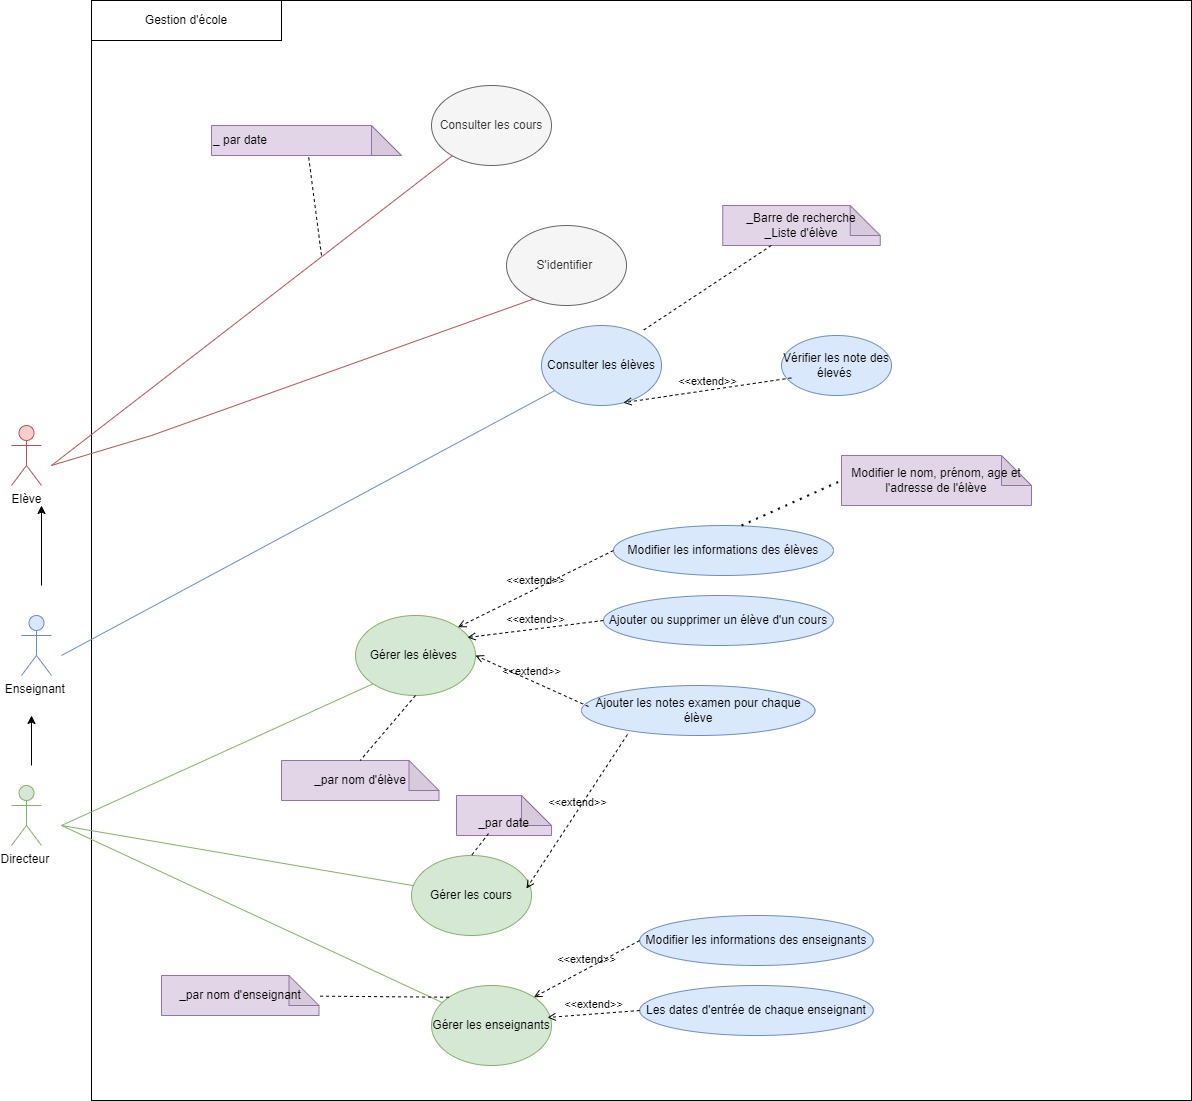 Gestion d'école
Consulter les cours
_ par date
_Barre de recherche
_Liste d'élève
S'identifier
Consulter les élèves
Vérifier les note des
élevés
<<extend>>
Elève
Modifier le nom, prénom, age et
l'adresse de l'élève
Modifier les informations des élèves
<<extend>>
Ajouter ou supprimer un élève d'un cours
<<extend>>
Gérer les élèves
<<extend>>
Enseignant
Ajouter les notes examen pour chaque
élève
_par nom d'élève
<<extend>>
_par date
Directeur
Gérer les cours
Modifier les informations des enseignants
<<extend>>
_par nom d'enseignant
<<extend>>
Les dates d'entrée de chaque enseignant
Gérer les enseignants